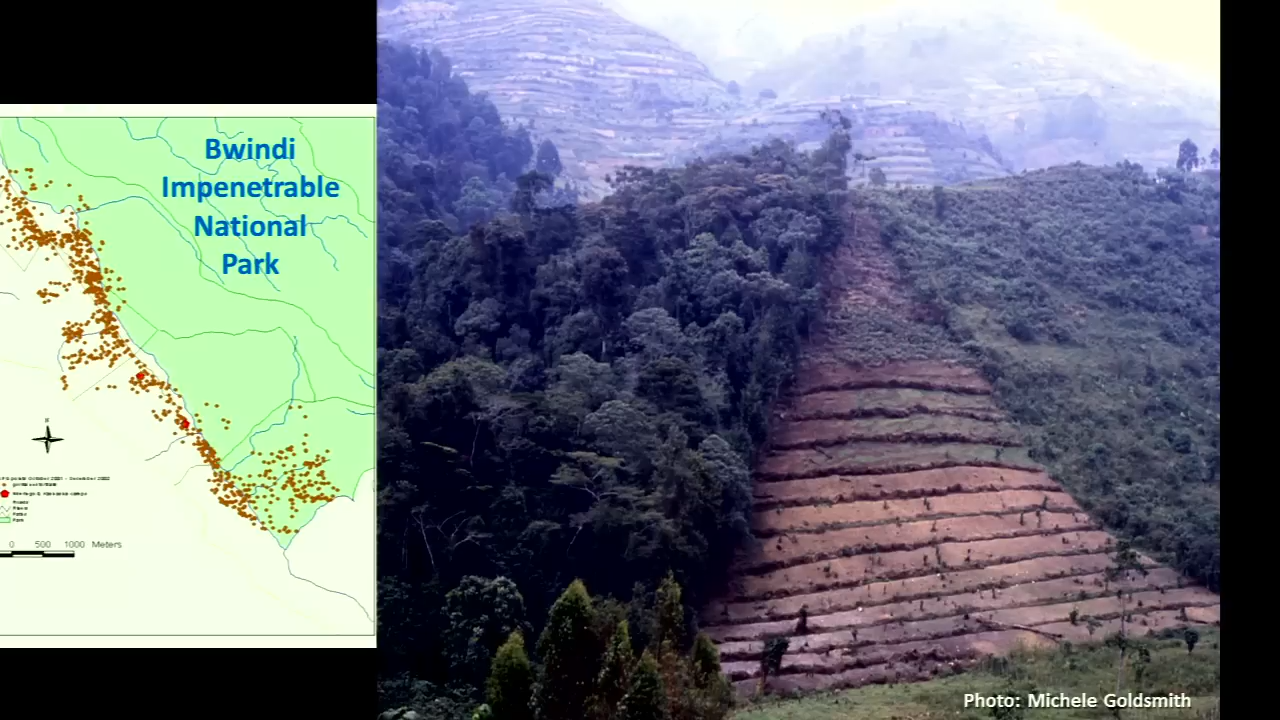 Bwindi
Impenetrable
National
Park
N
0 500 1000 Meters
Photo: Michele Goldsmith